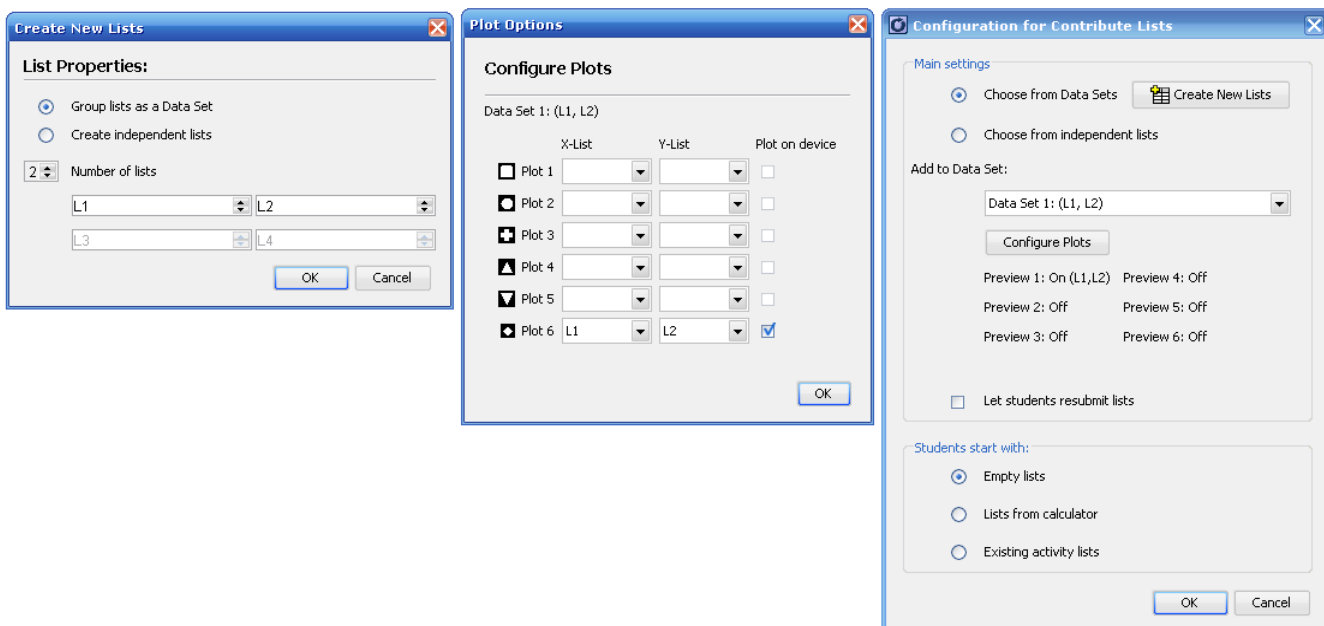 Create New Lists
List Properties:
Group lists as a Data Set
Create independent lists
2 Number of lists
L1 L2
L3 L4
OK Cancel
Plot Options
Configure Plots
Data Set 1: (L1, L2)
X-List Y-List Plot on device
Plot 1
Plot 2
Plot 3
Plot 4
Plot 5
Plot 6 L1 L2
OK
Configuration for Contribute Lists
Main settings
Choose from Data Sets Create New Lists
Choose from independent lists
Add to Data Set:
Data Set 1: (L1, L2)
Configure Plots
Preview 1: On (L1,L2) Preview 4: Off
Preview 2: Off Preview 5: Off
Preview 3: Off Preview 6: Off
Let students resubmit lists
Students start with:
Empty lists
Lists from calculator
Existing activity lists
OK Cancel